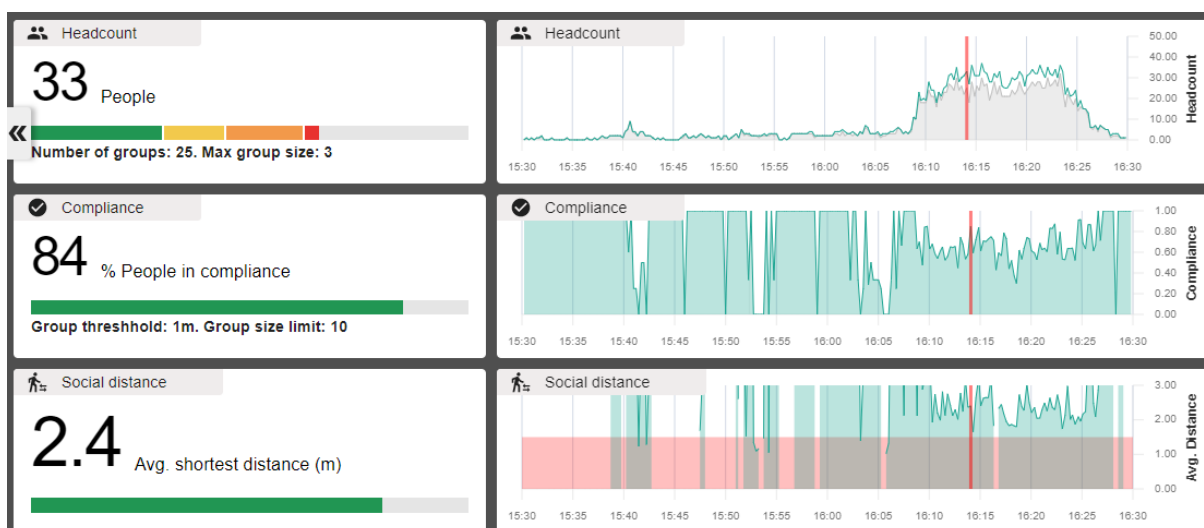 Headcount
33 People
Number of groups: 25. Max group size: 3
Headcount
50.00
40.00
30.00
20.00
10.00
0.00
Headcount
15:30 15:35 15:40 15:45 15:50 15:55 16:00 16:05 16:10 16:15 16:20 16:25 16:30
Compliance
84 % People in compliance
Group threshhold: 1m. Group size limit: 10
Compliance
1.00
0.80
0.60
0.40
0.20
0.00
Compliance
15:30 15:35 15:40 15:45 15:50 15:55 16:00 16:05 16:10 16:15 16:20 16:25 16:30
Social distance
2.4 Avg. shortest distance (m)
Social distance
3.00
2.00
1.00
0.00
Avg. Distance
15:30 15:35 15:40 15:45 15:50 15:55 16:00 16:05 16:10 16:15 16:20 16:25 16:30